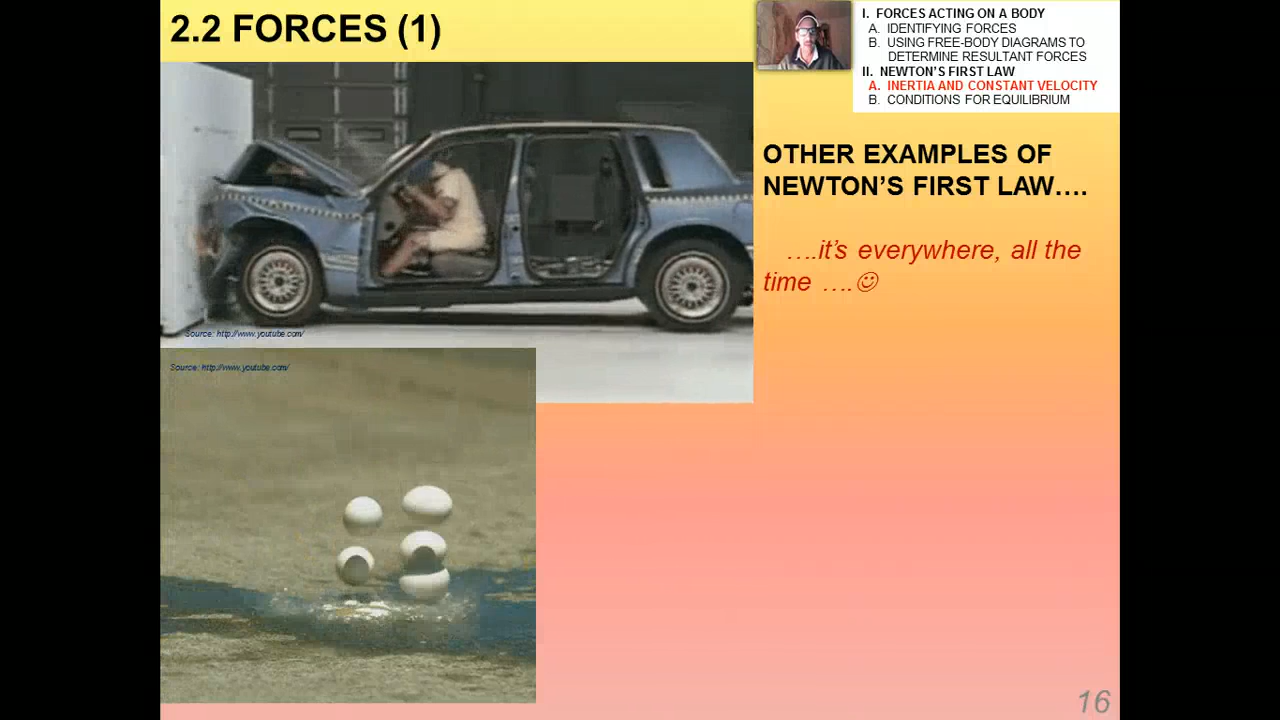 2.2 FORCES (1)
I. FORCES ACTING ON A BODY
A. IDENTIFYING FORCES
B. USING FREE-BODY DIAGRAMS TO
DETERMINE RESULTANT FORCES
II. NEWTON'S FIRST LAW
A. INERTIA AND CONSTANT VELOCITY
B. CONDITIONS FOR EQUILIBRIUM
OTHER EXAMPLES OF
NEWTON'S FIRST LAW....
....it's everywhere, all the
time ....☺
Source: http://www.youtube.com/
Source: http://www.youtube.com/
16